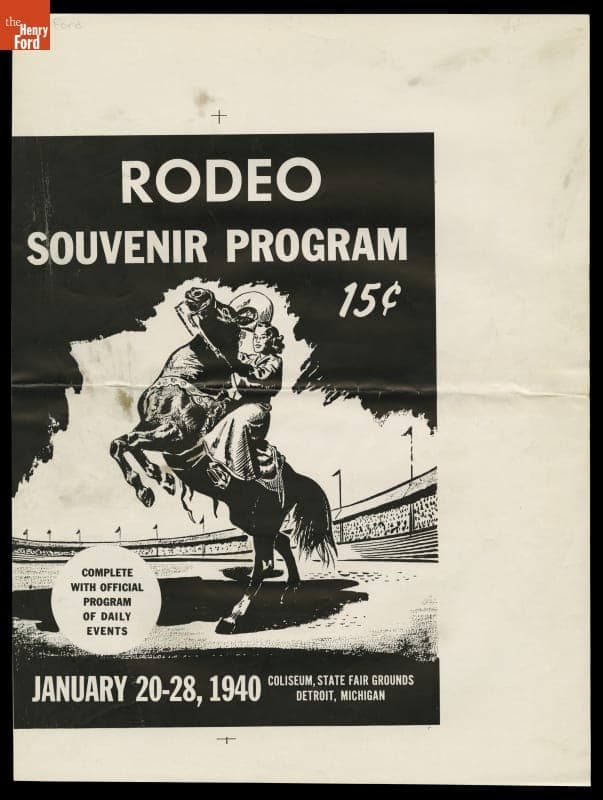 the
Henry
Ford
Ford
RODEO
SOUVENIR PROGRAM
15¢
COMPLETE
WITH OFFICIAL
PROGRAM
OF DAILY
EVENTS
JANUARY 20-28, 1940
COLISEUM, STATE FAIR GROUNDS
DETROIT, MICHIGAN